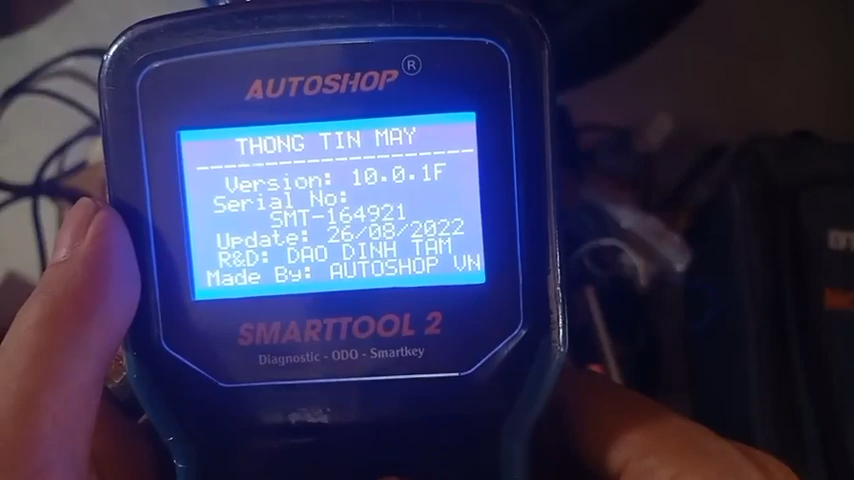 AUTOSHOP ®
THONG TIN MAY
Version: 10.0.1F
Serial No:
SMT-164921
Update: 26/08/2022
R&D: DAO DINH TAM
Made By: AUTOSHOP VN
SMARTTOOL 2
Diagnostic - ODO - Smartkey